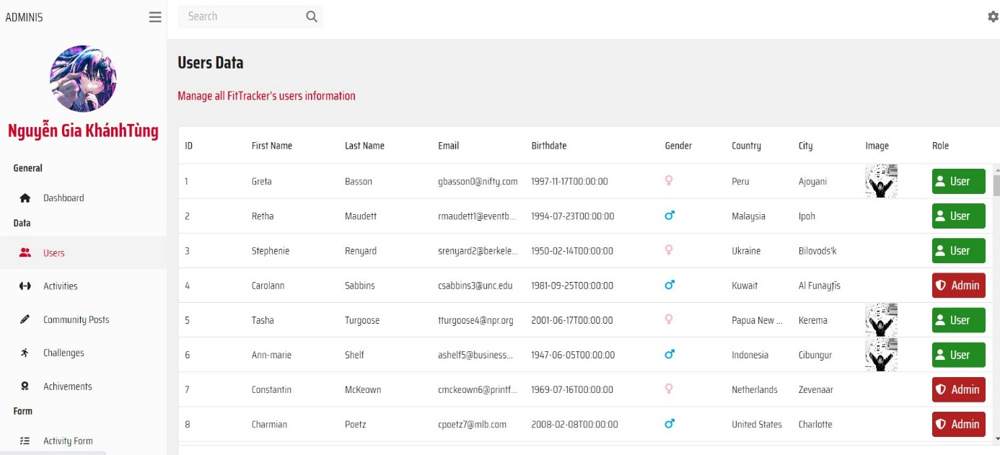 ADMINIS
Search
Nguyễn Gia KhánhTùng
General
Dashboard
Data
Users
Activities
Community Posts
Challenges
Achivements
Form
Activity Form
Users Data
Manage all FitTracker's users information
ID First Name Last Name Email Birthdate Gender Country City Image Role
1 Greta Basson gbasson0@nifty.com 1997-11-17T00:00:00 Peru Ajoyani User
2 Retha Maudett rmaudett1@eventb... 1994-07-23T00:00:00 Malaysia Ipoh User
3 Stephenie Renyard srenyard2@berkele... 1950-02-14T00:00:00 Ukraine Bilovods'k User
4 Carolann Sabbins csabbins3@unc.edu 1981-09-25T00:00:00 Kuwait Al Funayţīs Admin
5 Tasha Turgoose tturgoose4@npr.org 2001-06-17T00:00:00 Papua New ... Kerema User
6 Ann-marie Shelf ashelf5@business... 1947-06-05T00:00:00 Indonesia Cibungur User
7 Constantin McKeown cmckeown6@printf... 1969-07-16T00:00:00 Netherlands Zevenaar Admin
8 Charmian Poetz cpoetz7@mlb.com 2008-02-08T00:00:00 United States Charlotte Admin